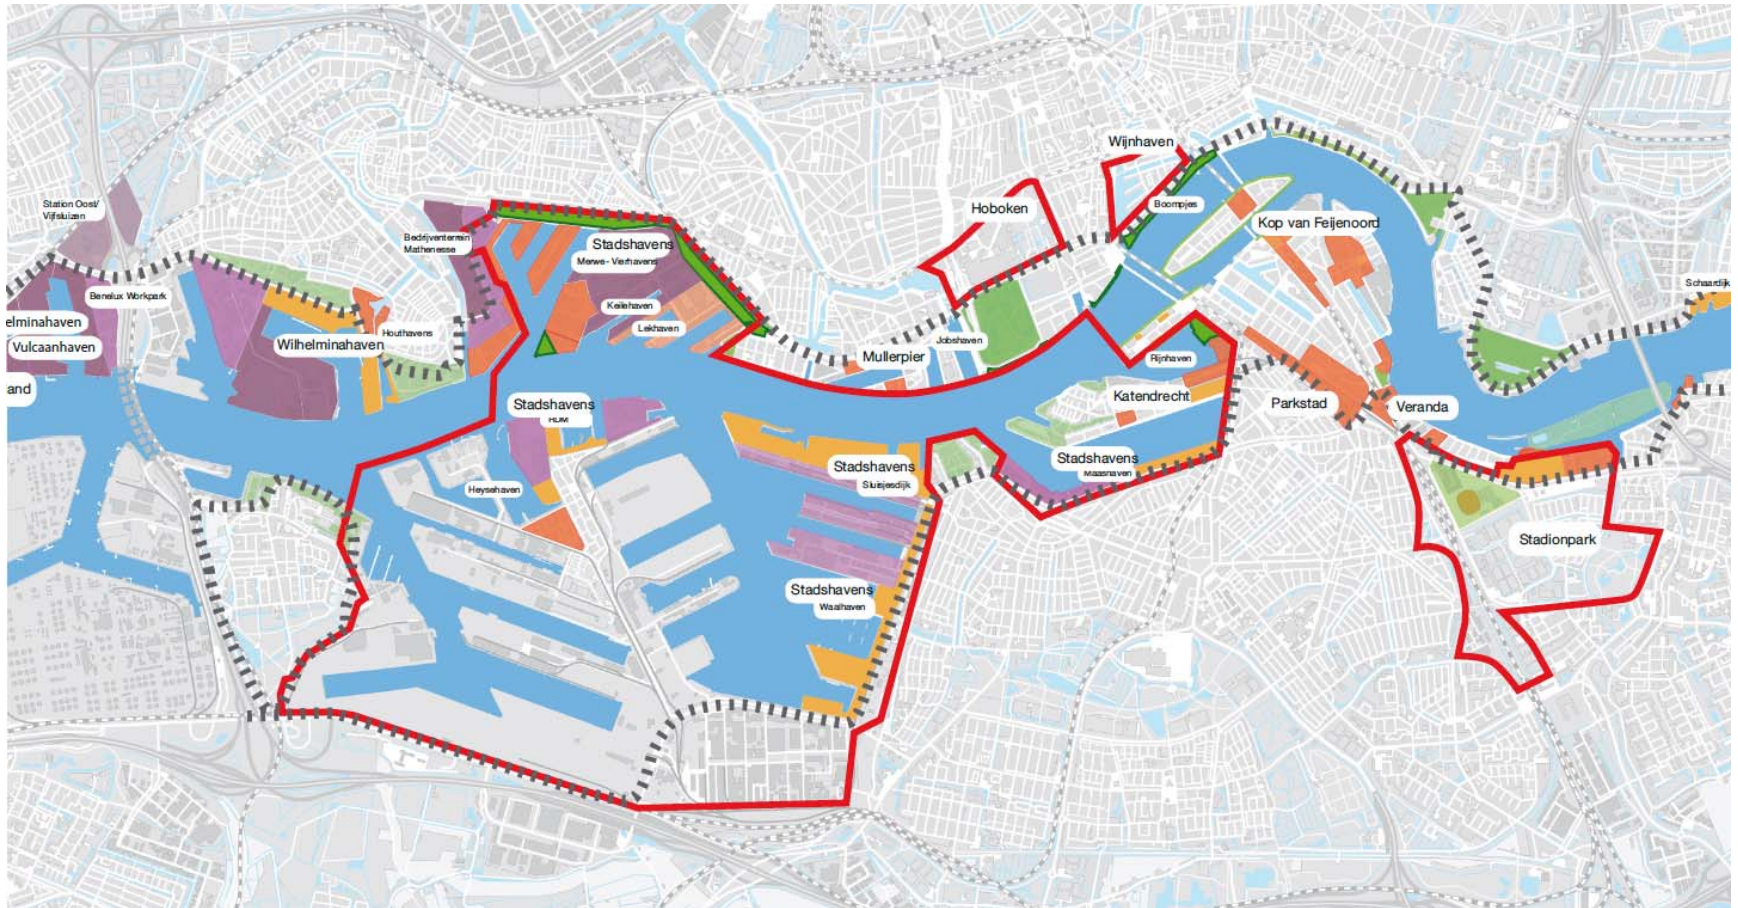 Wijnhaven
Station Oost/
Vijfsluizen
Boompjes
Hoboken
Kop van Feijenoord
Bedrijventerrein
Mathenesse
Stadshavens
Merwe- Vierhavens
Schaardijk
Benelux Workpark
Keilehaven
elminahaven
Lekhaven
Houthavens
Wilhelminahaven
Vulcaanhaven
Jobshaven
Mullerpier
Rijnhaven
and
Katendrecht
Parkstad
Veranda
Stadshavens
RDM
Stadshavens
Maashaven
Stadshavens
Sluisjesdijk
Heysehaven
Stadionpark
Stadshavens
Waalhaven